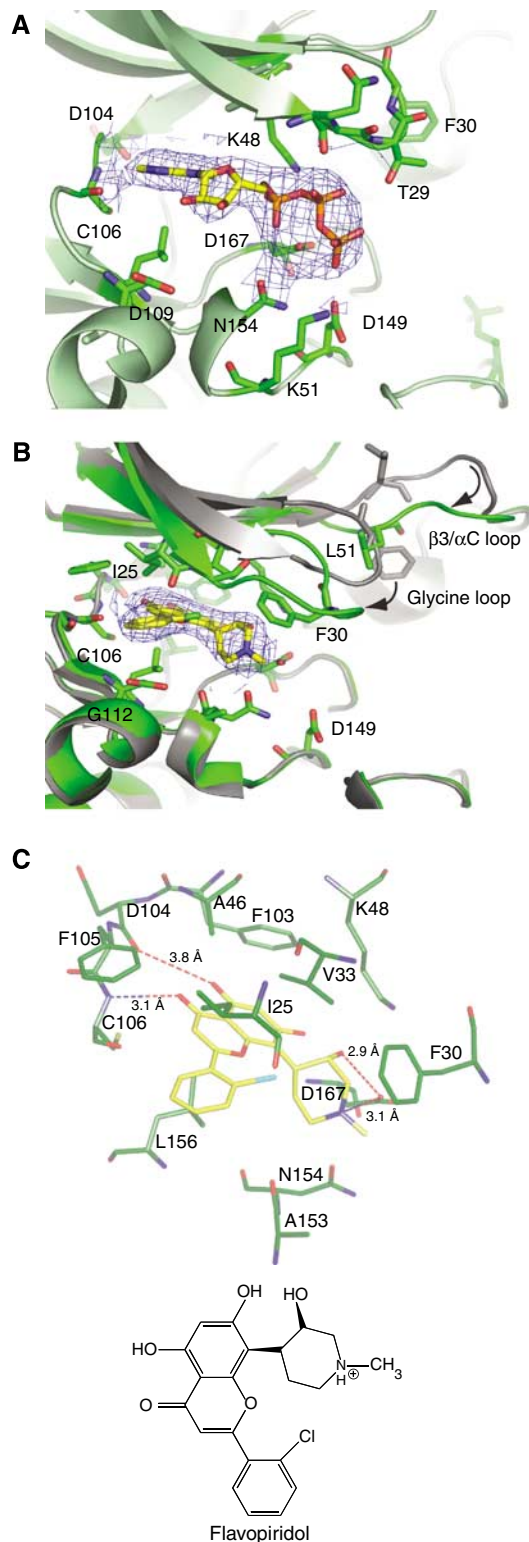 A
D104
K48
F30
T29
C106
D167
D109
N154
D149
K51
B
L51
β3/αC loop
I25
Glycine loop
F30
C106
G112
D149
C
D104
A46
K48
F105
F103
3.8 Å
V33
I25
3.1 Å
C106
2.9 Å
F30
D167
3.1 Å
L156
N154
A153
OH
HO
HO
N
H
⊕
CH3
O
O
Cl
Flavopiridol